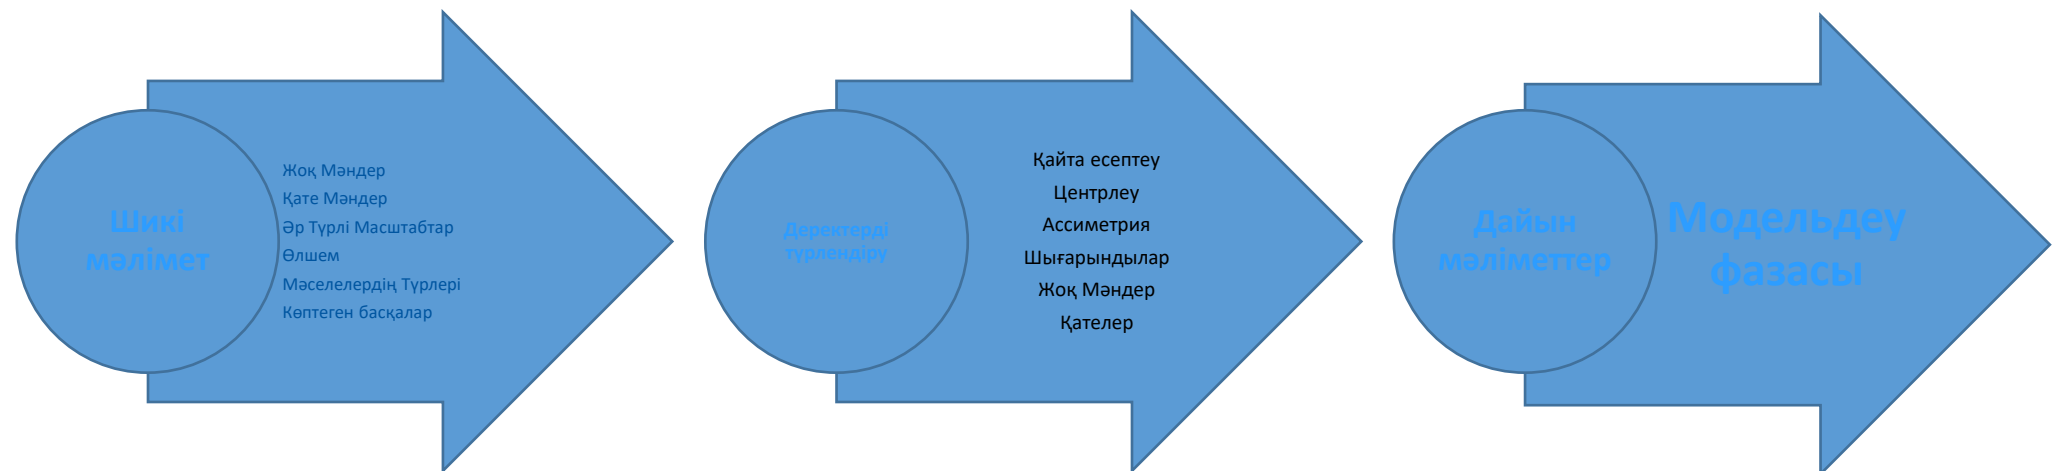 Шикі
мәлімет
Жоқ Мәндер
Қате Мәндер
Әр Түрлі Масштабтар
Өлшем
Мәселелердің Түрлері
Көптеген басқалар
Деректерді
түрлендіру
Қайта есептеу
Центрлеу
Ассиметрия
Шығарындылар
Жоқ Мәндер
Қателер
Дайын
мәліметтер
Модельдеу
фазасы